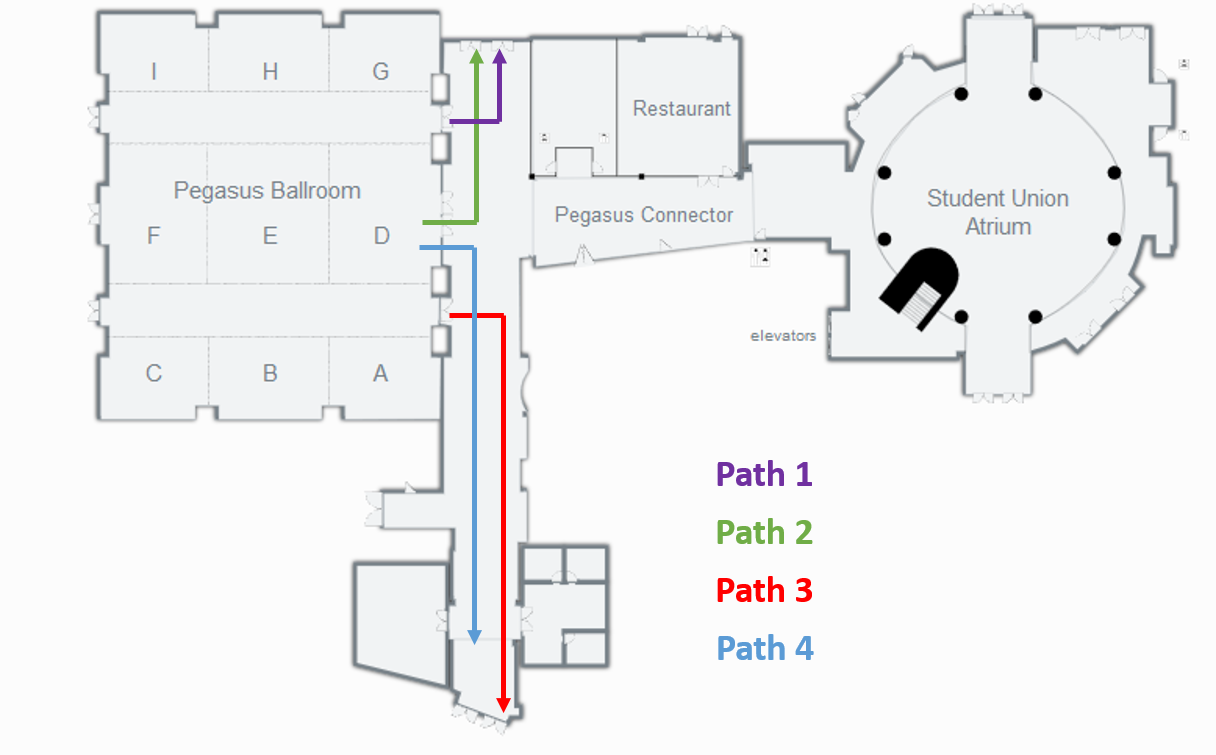 I H G
Restaurant
Pegasus Ballroom
Student Union
Atrium
Pegasus Connector
F E D
elevators
C B A
Path 1
Path 2
Path 3
Path 4